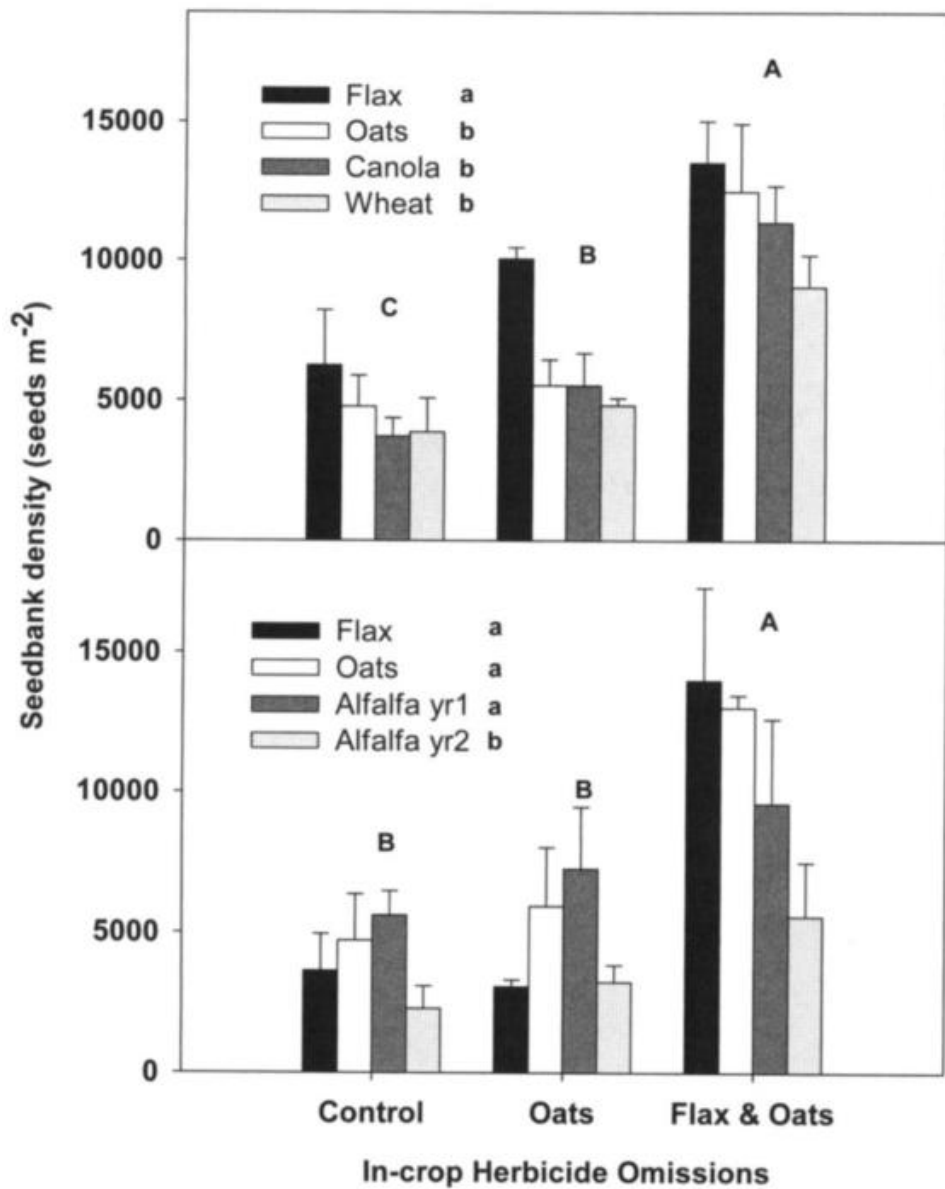 Seedbank density (seeds m-2)
A
Flax a
Oats b
Canola b
Wheat b
15000
10000
B
C
5000
0
Flax a
Oats a
Alfalfa yr1 a
Alfalfa yr2 b
A
15000
10000
B
B
5000
0
Control Oats Flax & Oats
In-crop Herbicide Omissions